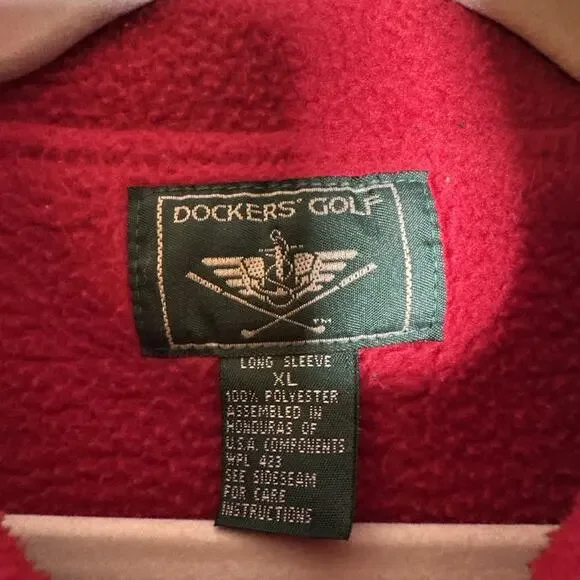 DOCKERS® GOLF
TM
LONG SLEEVE
XL
100% POLYESTER
ASSEMBLED IN
HONDURAS OF
U.S.A. COMPONENTS
WPL 423
SEE SIDESEAM
FOR CARE
INSTRUCTIONS